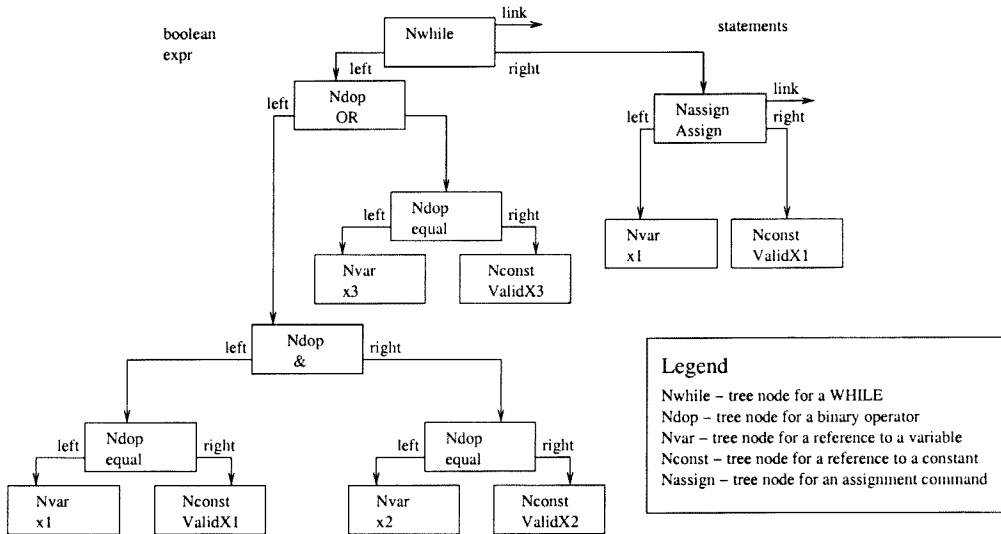 boolean
expr
Nwhile
link
statements
left
right
left
Ndop
OR
Nassign
Assign
link
left
right
left
Ndop
equal
right
Nvar
x1
Nconst
ValidX1
Nvar
x3
Nconst
ValidX3
left
Ndop
&
right
left
Ndop
equal
right
left
Ndop
equal
right
Nvar
x1
Nconst
ValidX1
Nvar
x2
Nconst
ValidX2
Legend
Nwhile – tree node for a WHILE
Ndop – tree node for a binary operator
Nvar – tree node for a reference to a variable
Nconst – tree node for a reference to a constant
Nassign – tree node for an assignment command